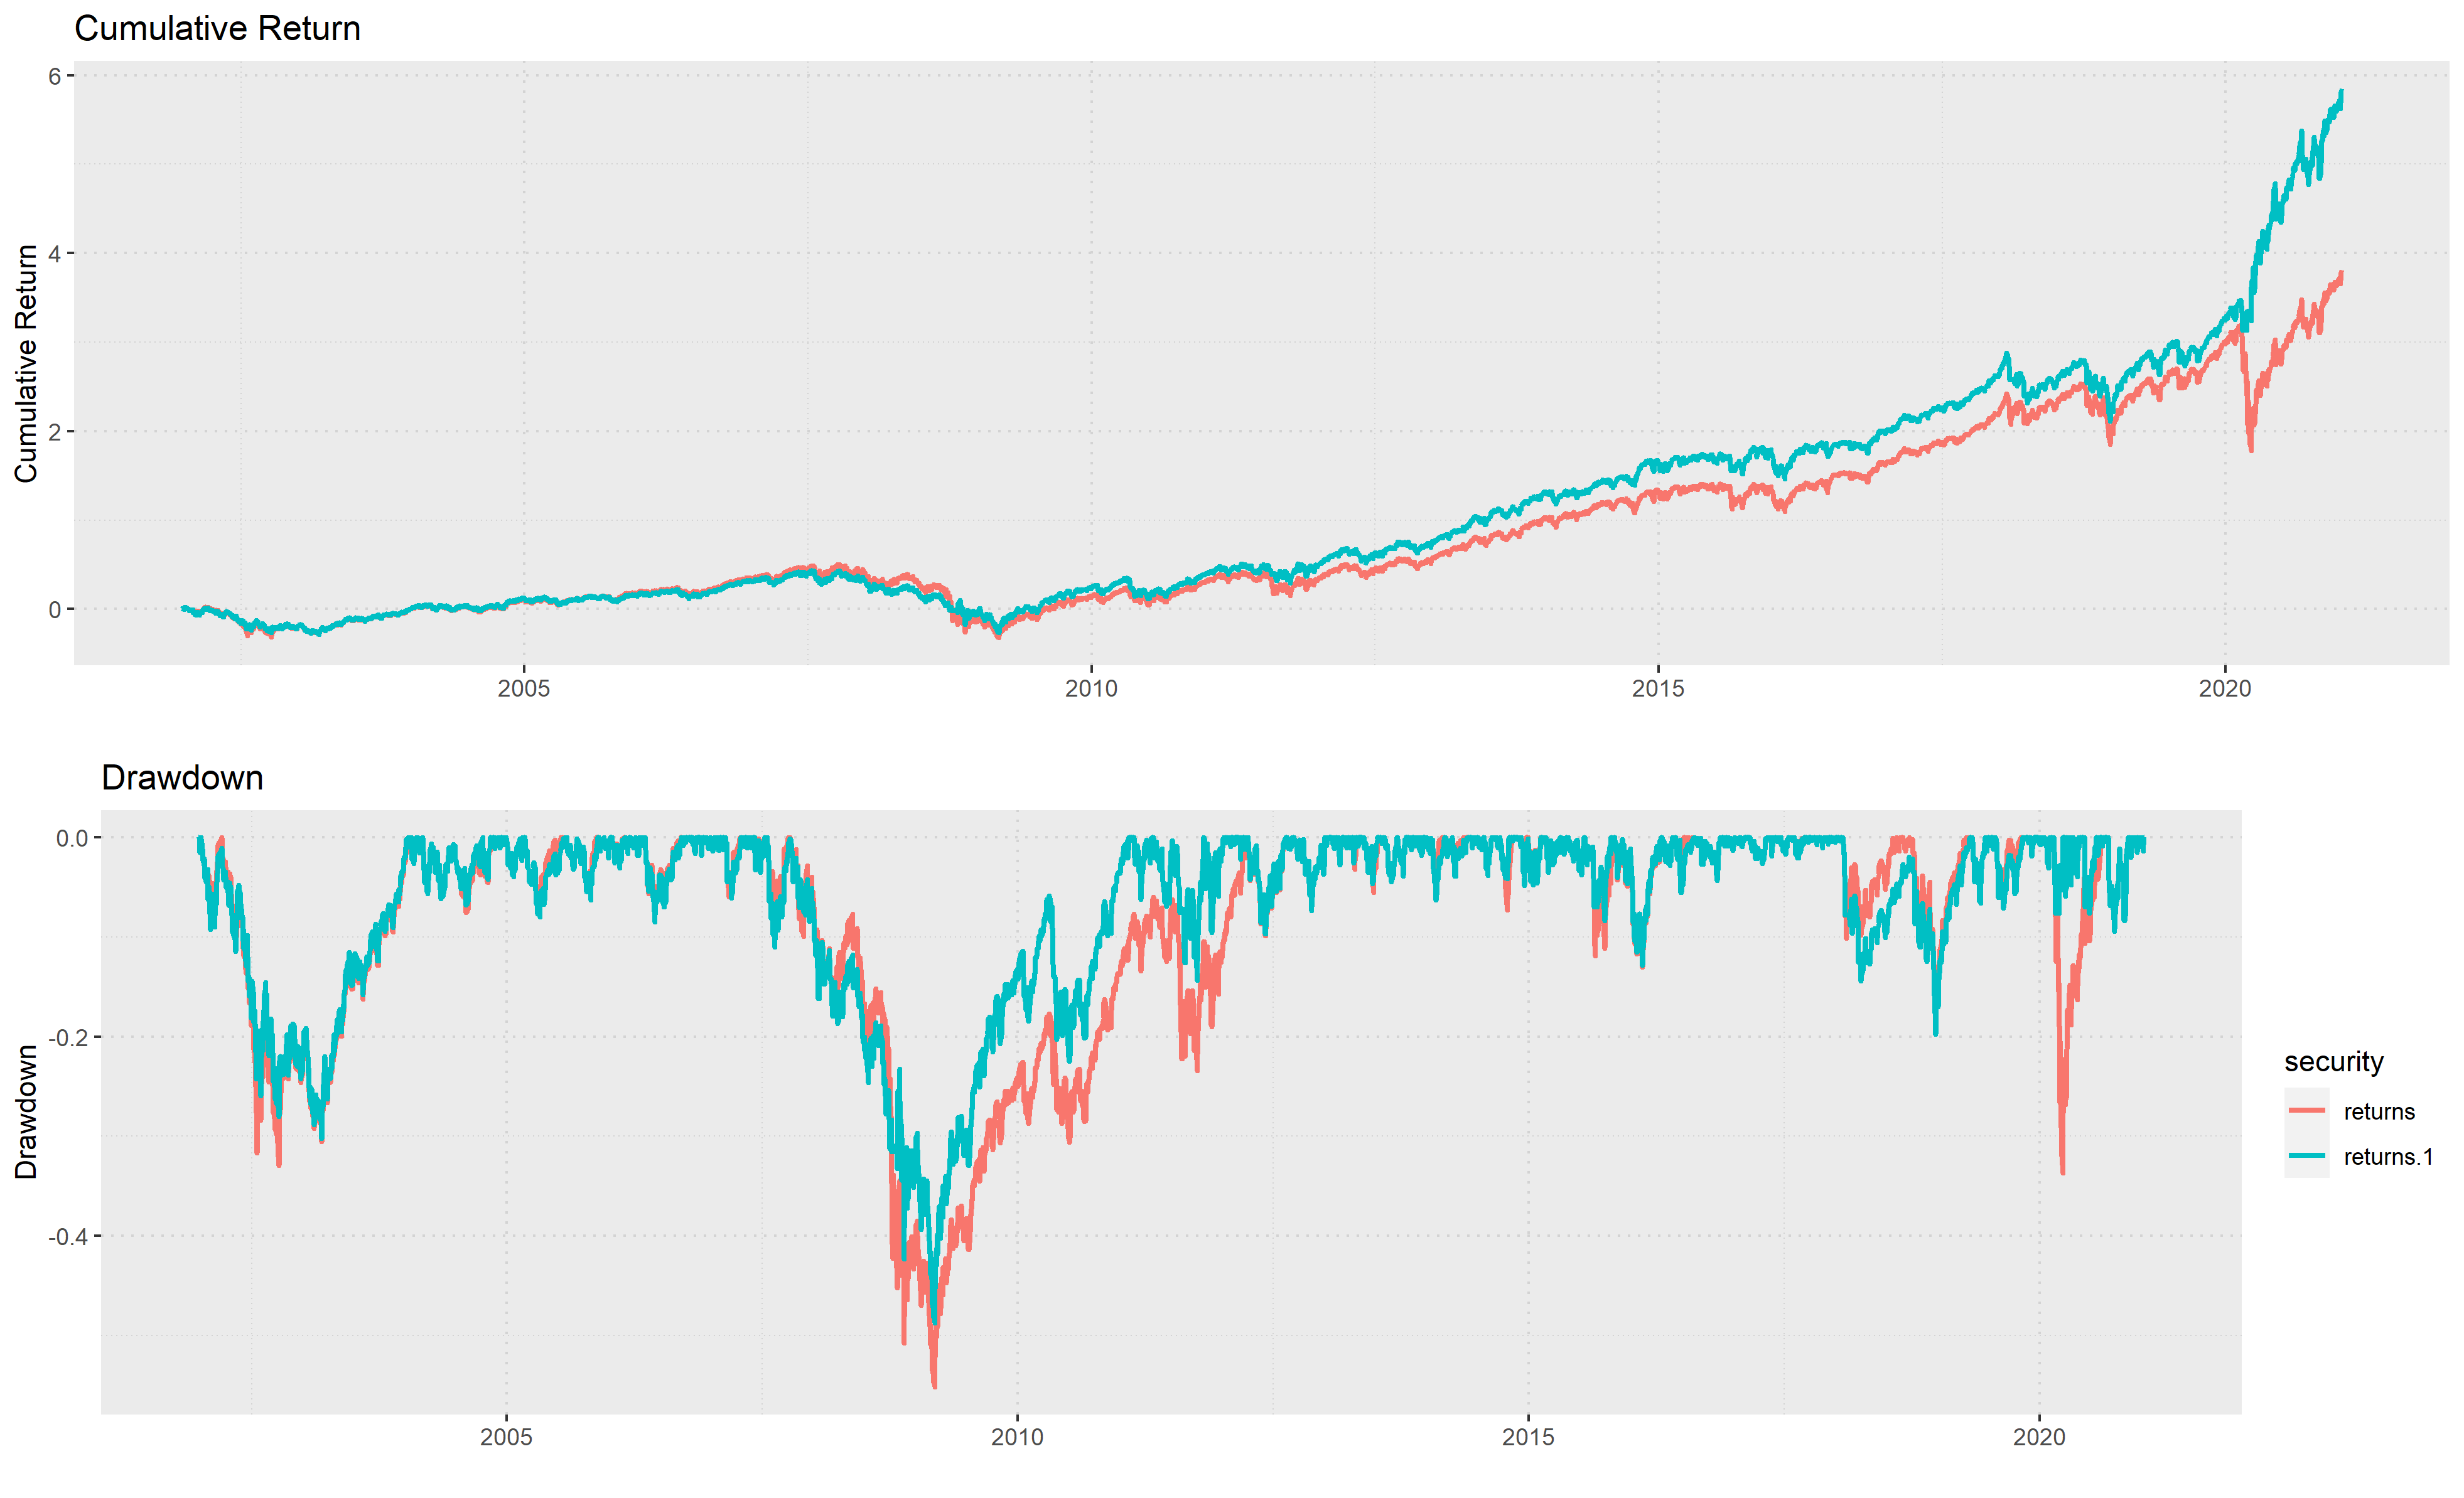 Cumulative Return
Cumulative Return
6
4
2
0
2005 2010 2015 2020
Drawdown
Drawdown
0.0
-0.2
-0.4
2005 2010 2015 2020
security
returns
returns.1